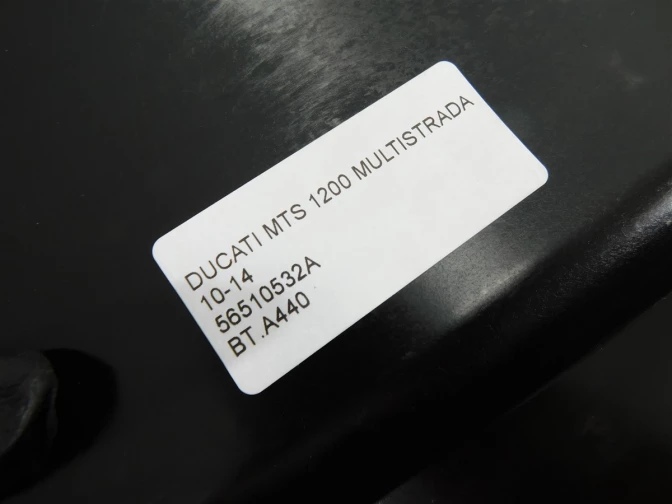 DUCATI MTS 1200 MULTISTRADA
10-14
56510532A
BT.A440